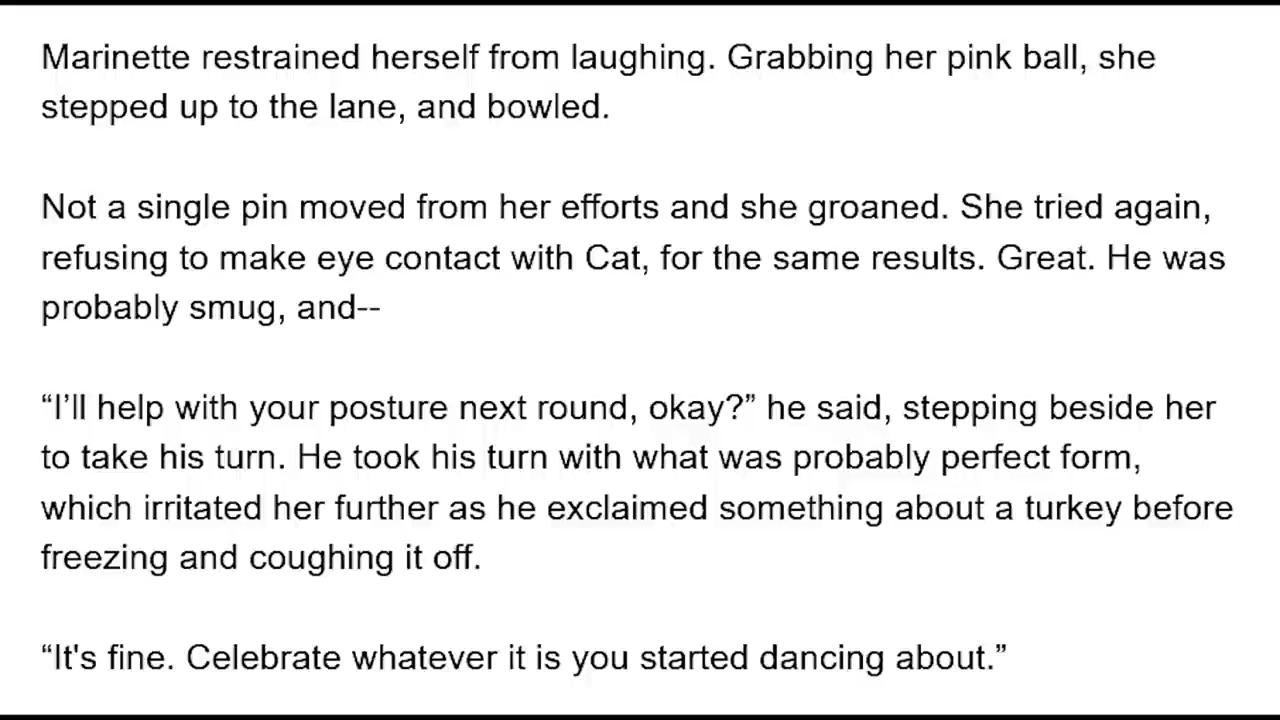 Marinette restrained herself from laughing. Grabbing her pink ball, she
stepped up to the lane, and bowled.
Not a single pin moved from her efforts and she groaned. She tried again,
refusing to make eye contact with Cat, for the same results. Great. He was
probably smug, and--
“I’ll help with your posture next round, okay?” he said, stepping beside her
to take his turn. He took his turn with what was probably perfect form,
which irritated her further as he exclaimed something about a turkey before
freezing and coughing it off.
“It's fine. Celebrate whatever it is you started dancing about.”